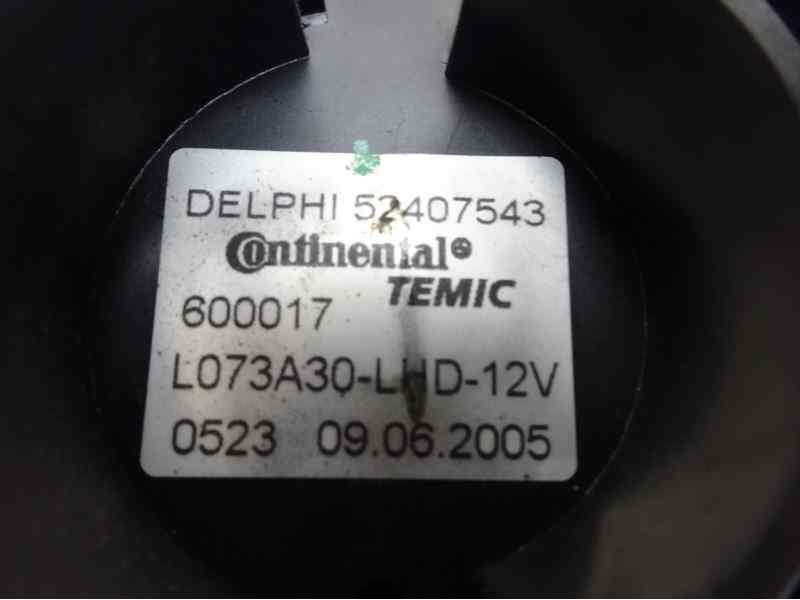 DELPHI 52407543
Continental
TEMIC
600017
L073A30-LHD-12V
0523 09.06.2005